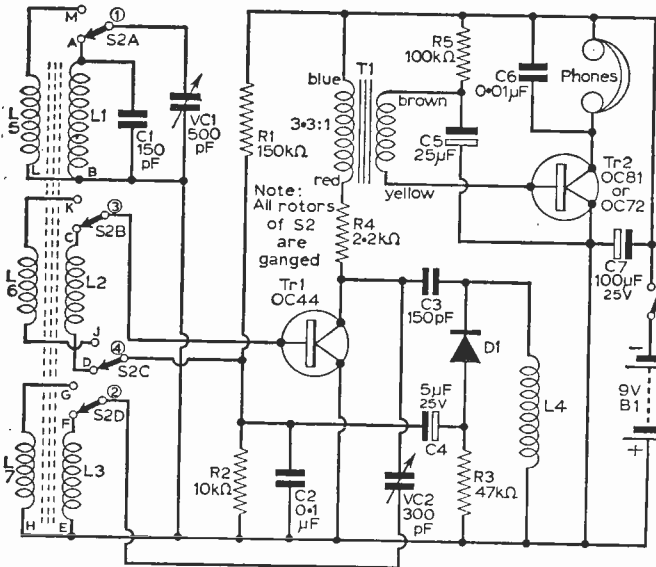 M
1
S2A
A
L5
L1
C1
150
pF
VC1
500
pF
L
B
R1
150kΩ
blue
3·3:1
red
T1
brown
yellow
R5
100kΩ
C6
0·01µF
Phones
C5
25µF
Tr2
OC81
or
OC72
Note:
All rotors
of S2
are
ganged
R4
2·2kΩ
K
3
C
S2B
L6
L2
J
D
4
S2C
Tr1
OC44
C3
150pF
D1
C7
100µF
25V
G
2
F
S2D
L7
L3
H
E
R2
10kΩ
C2
0·1
µF
5µF
25V
C4
VC2
300
pF
R3
47kΩ
L4
−
9V
B1
+